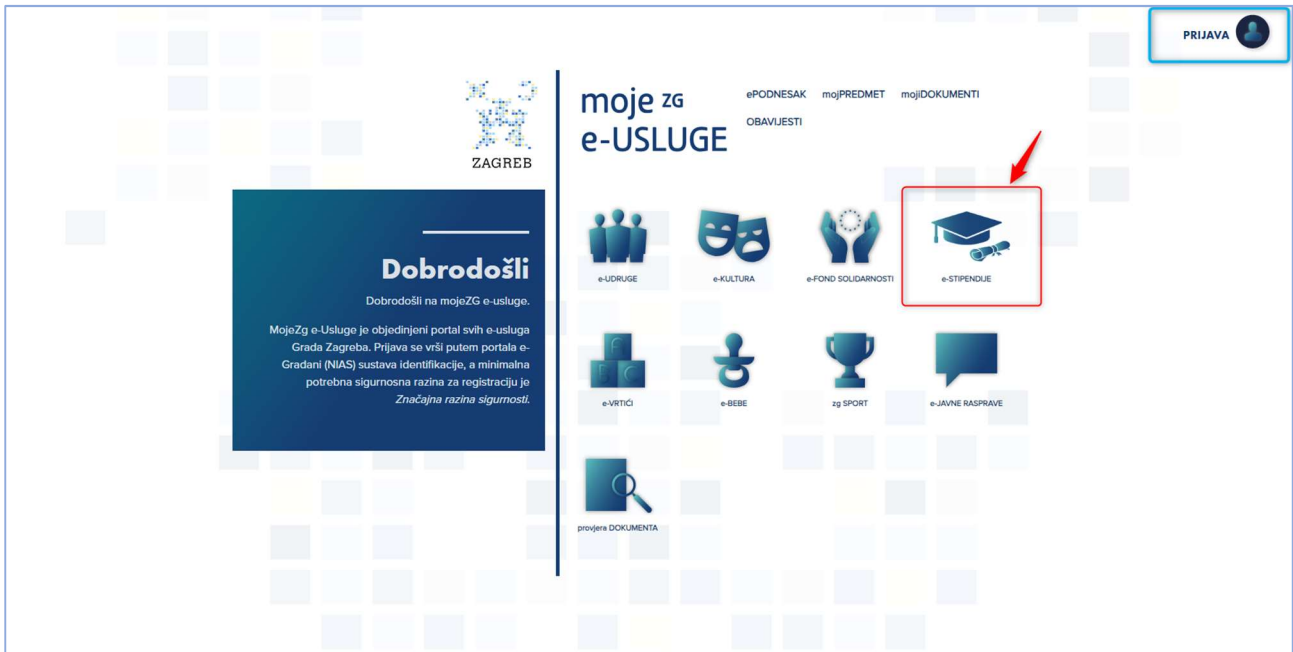 PRIJAVA
ZAGREB
moje ZG
e-USLUGE
ePODNESAK mojPREDMET mojiDOKUMENTI
OBAVIJESTI
Dobrodošli
Dobrodošli na mojeZG e-usluge.
MojeZg e-Usluge je objedinjeni portal svih e-usluga
Grada Zagreba. Prijava se vrši putem portala e-
Gradani (NIAS) sustava identifikacije, a minimalna
potrebna sigurnosna razina za registraciju je
Značajna razina sigurnosti.
e-UDRUGE e-KULTURA e-FOND SOLIDARNOSTI e-STIPENDIJE
A
B C
e-VRTIĆI e-BEBE zg SPORT e-JAVNE RASPRAVE
provjera DOKUMENTA